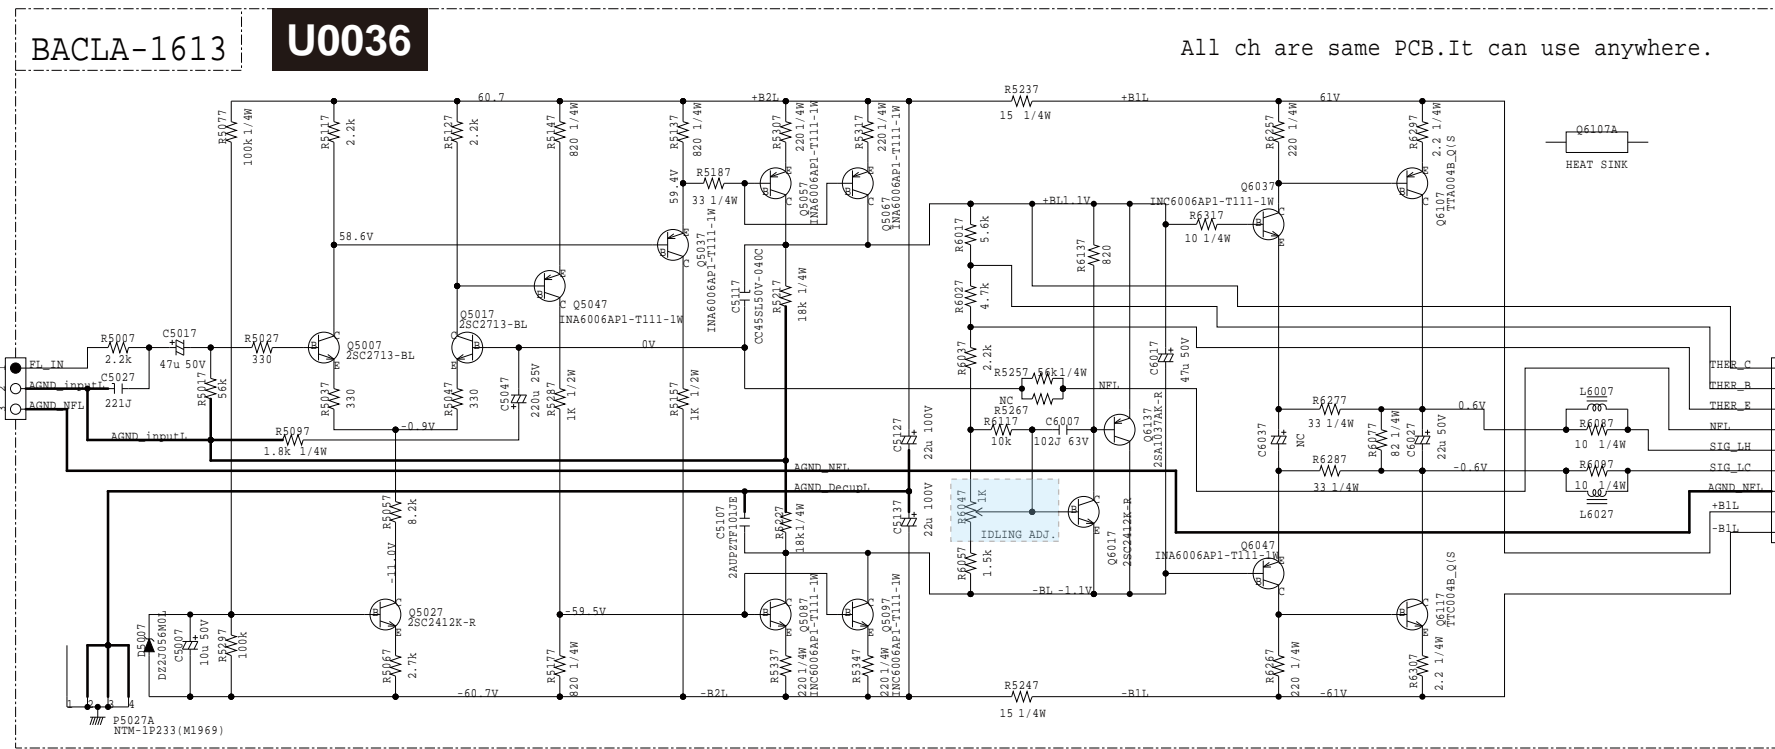 BACLA-1613
U0036
All ch are same PCB.It can use anywhere.
60.7
+B2L
R5237
15 1/4W
+B1L
61V
R5077
100k 1/4W
R5117
2.2k
R5127
2.2k
R5147
820 1/4W
R5137
820 1/4W
R5307
220 1/4W
R5317
220 1/4W
R6257
220 1/4W
R6297
2.2 1/4W
Q6107A
HEAT SINK
59.4V
R5187
33 1/4W
Q5057
INA6006AP1-T111-1W
Q5067
INA6006AP1-T111-1W
Q6107
TTA004B_Q(S
Q6037
INC6006AP1-T111-1W
R6317
10 1/4W
+BL1.1V
58.6V
Q5037
INA6006AP1-T111-1W
R6017
5.6k
R6137
820
C Q5047
INA6006AP1-T111-1W
C5117
CC45SL50V-040C
R5217
18k 1/4W
R6027
4.7k
R5007
2.2k
C5017
47u 50V
R5027
330
Q5007
2SC2713-BL
Q5017
2SC2713-BL
0V
R6037
2.2k
C6017
47u 50V
FL_IN
AGND_inputL
AGND_NFL
C5027
221J
R5017
56k
R5037
330
R5047
330
C5047
220u 25V
R5287
1K 1/2W
R5157
1K 1/2W
R5257
56k1/4W
NC
R5267
NFL
THER_C
THER_B
THER_E
NFL
SIG_LH
SIG_LC
AGND_NFL
+B1L
-B1L
-0.9V
AGND_inputL
R5097
1.8k 1/4W
C5127
22u 100V
R6117
10k
C6007
102J 63V
Q6137
2SA1037AK-R
R6277
33 1/4W
0.6V
C6037
NC
R6077
82 1/4W
C6027
22u 50V
R6287
33 1/4W
-0.6V
L6007
R6087
10 1/4W
R6097
10 1/4W
L6027
AGND_NFL
AGND_DecupL
R5057
8.2k
C5107
2AUPZTF101JE
R5227
18k1/4W
C5137
22u 100V
R6047
1K
IDLING ADJ.
Q6017
2SC2412K-R
R6057
1.5k
-BL -1.1V
Q6047
INA6006AP1-T111-1W
-11.0V
Q5027
2SC2412K-R
-59.5V
Q5087
INC6006AP1-T111-1W
Q5097
INC6006AP1-T111-1W
Q6117
TTC004B_Q(S
D5007
DZ2J056M0L
C5007
10u 50V
R5297
100k
R5067
2.7k
R5177
820 1/4W
R5337
220 1/4W
R5347
220 1/4W
R6267
220 1/4W
R6307
2.2 1/4W
-60.7V
-B2L
R5247
15 1/4W
-B1L
-61V
1 2 3 4
P5027A
NTM-1P233(M1969)